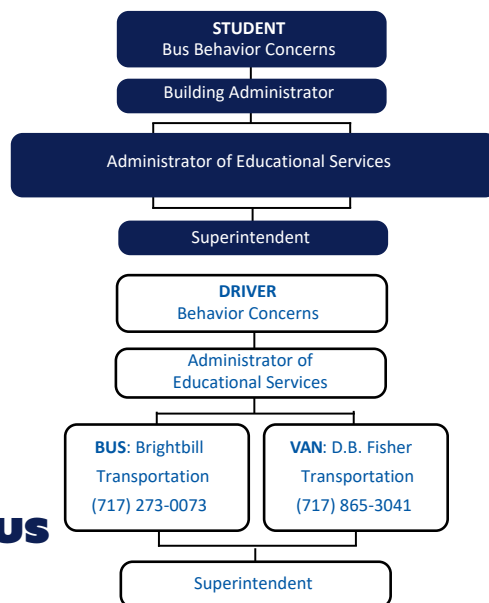 STUDENT
Bus Behavior Concerns
Building Administrator
Administrator of Educational Services
Superintendent
DRIVER
Behavior Concerns
Administrator of
Educational Services
BUS: Brightbill
Transportation
(717) 273-0073
VAN: D.B. Fisher
Transportation
(717) 865-3041
us
Superintendent